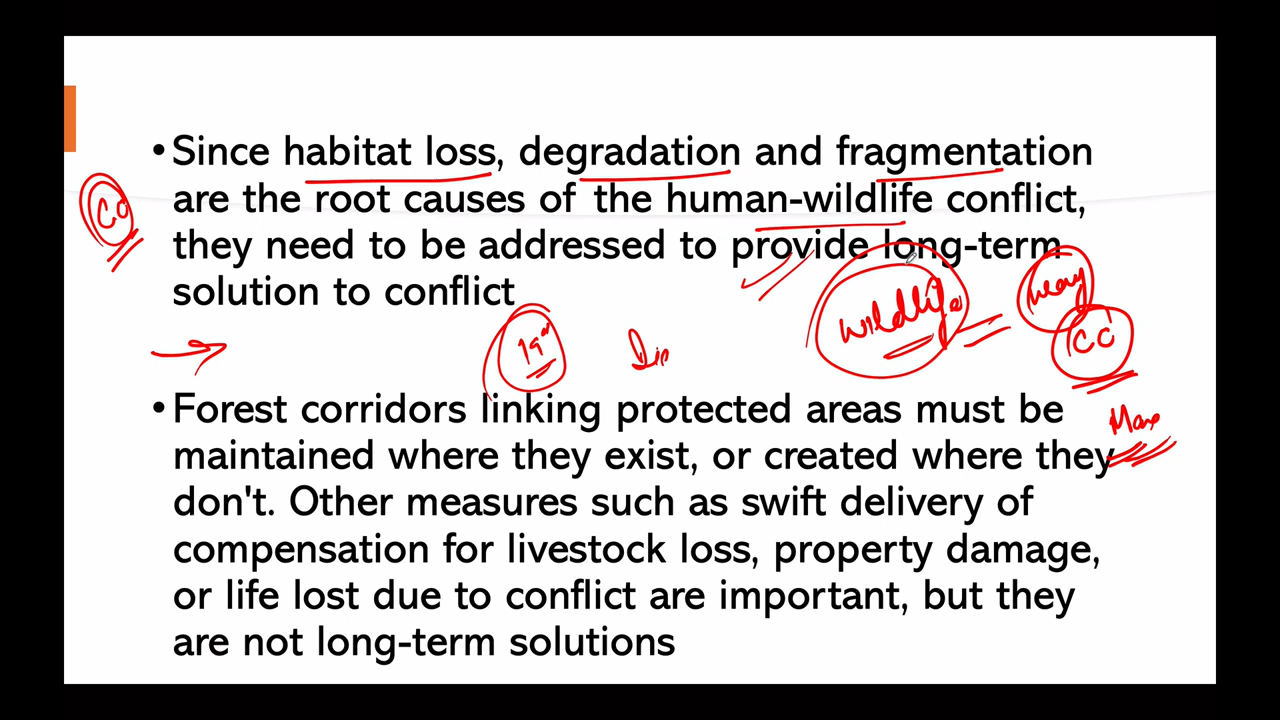 • Since habitat loss, degradation and fragmentation
are the root causes of the human-wildlife conflict,
they need to be addressed to provide long-term
solution to conflict
wildlife
heavy
CC
• Forest corridors linking protected areas must be
maintained where they exist, or created where they
don't. Other measures such as swift delivery of
compensation for livestock loss, property damage,
or life lost due to conflict are important, but they
are not long-term solutions